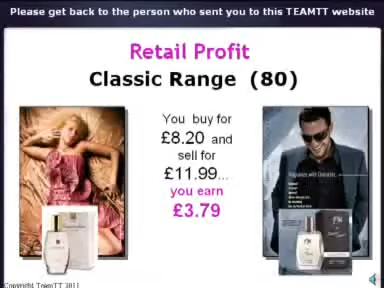 Please get back to the person who sent you to this TEAMTT website
Retail Profit
Classic Range (80)
You buy for
£8.20 and
sell for
£11.99...
you earn
£3.79
Copyright TeamTT 2011